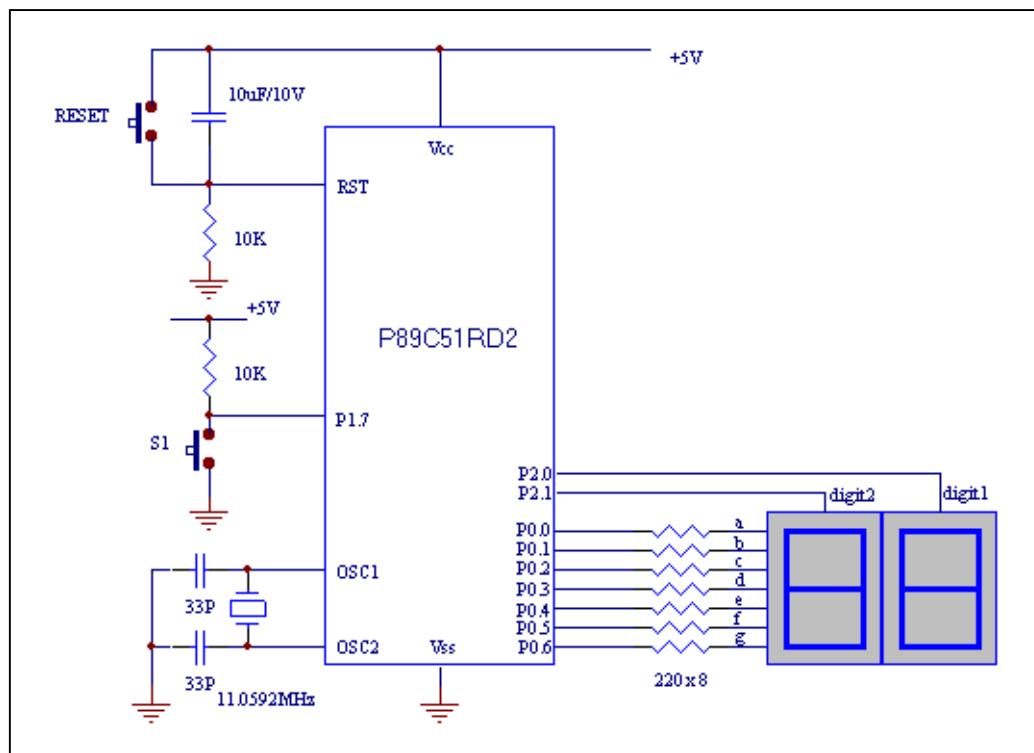 +5V
10uF/10V
RESET
Vcc
RST
10K
+5V
P89C51RD2
10K
P1.7
S1
P2.0
P2.1
digit2
digit1
P0.0
a
P0.1
b
P0.2
c
P0.3
d
P0.4
e
P0.5
f
P0.6
g
OSC1
33P
OSC2
Vss
33P
11.0592MHz
220 x 8